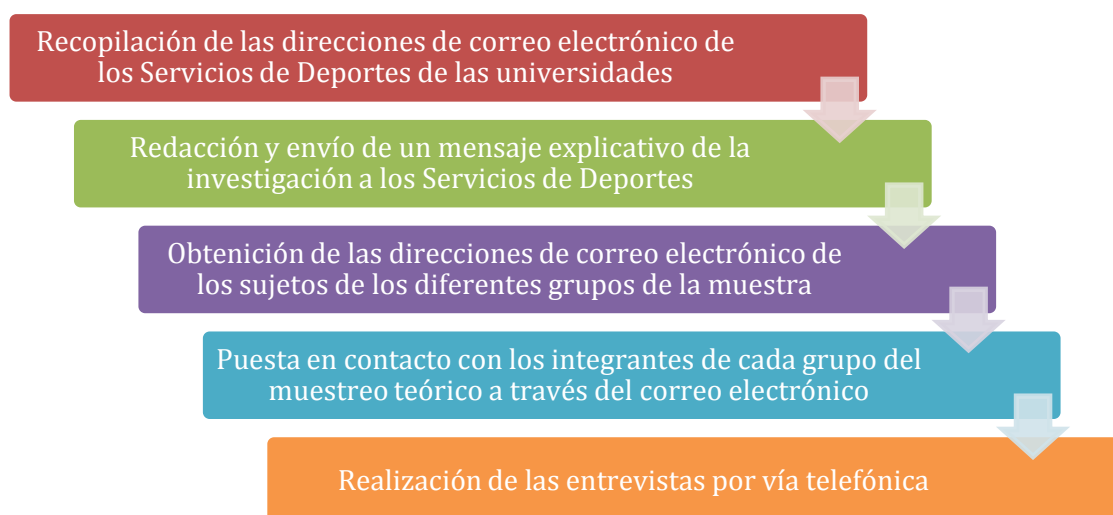 Recopilación de las direcciones de correo electrónico de
los Servicios de Deportes de las universidades
Redacción y envío de un mensaje explicativo de la
investigación a los Servicios de Deportes
Obtenición de las direcciones de correo electrónico de
los sujetos de los diferentes grupos de la muestra
Puesta en contacto con los integrantes de cada grupo del
muestreo teórico a través del correo electrónico
Realización de las entrevistas por vía telefónica